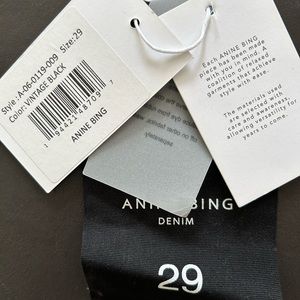 Style: A-06-0119-009 Size:29
Color: VINTAGE BLACK
ANINE BING
Each ANINE BING
piece has been made
with you in mind. A
coalition of relaxed
garments that achieve
style with ease.
The materials used
are selected with
care and awareness
allowing versatility for
years to come.
ANINE BING
DENIM
29